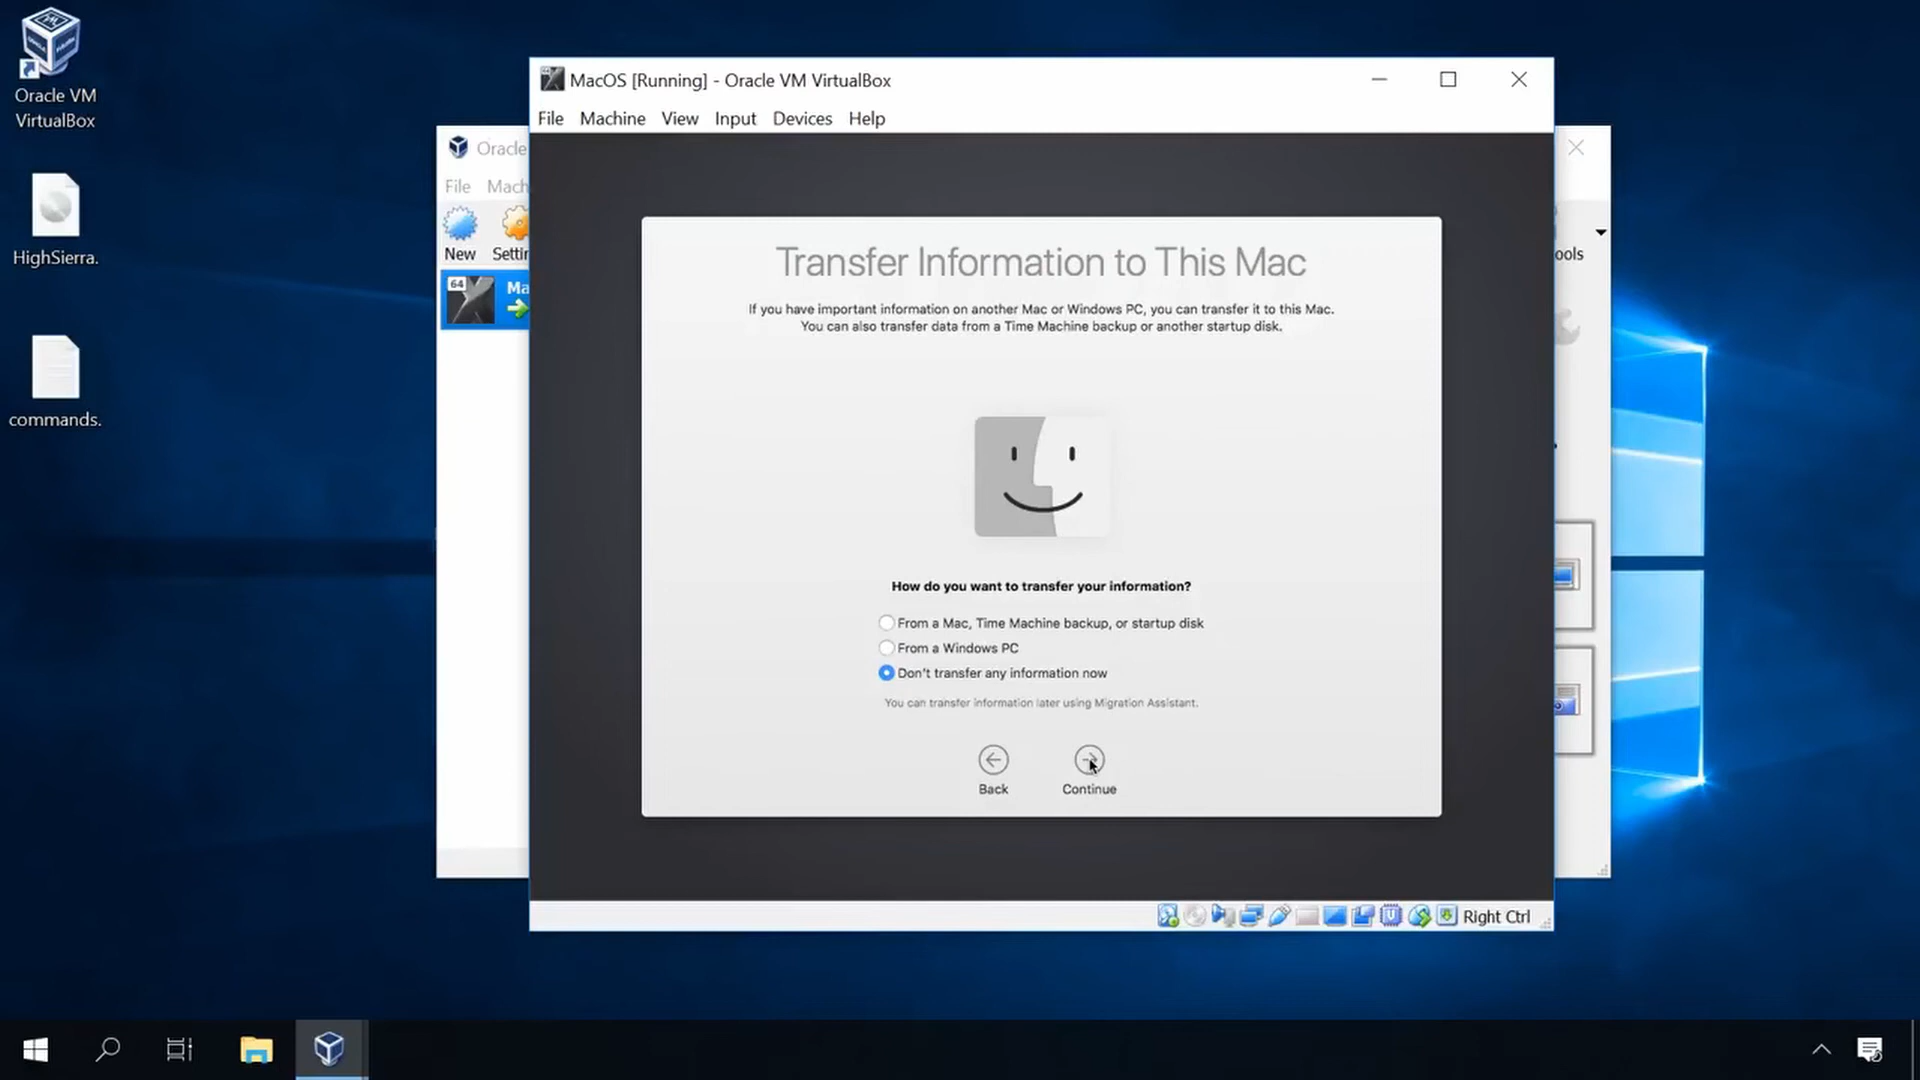 Oracle VM
VirtualBox
HighSierra.
commands.
MacOS [Running] - Oracle VM VirtualBox
File Machine View Input Devices Help
Oracle
File Mach
New Settin
ools
64
Ma
Transfer Information to This Mac
If you have important information on another Mac or Windows PC, you can transfer it to this Mac.
You can also transfer data from a Time Machine backup or another startup disk.
How do you want to transfer your information?
From a Mac, Time Machine backup, or startup disk
From a Windows PC
Don't transfer any information now
You can transfer information later using Migration Assistant.
Back
Continue
Right Ctrl